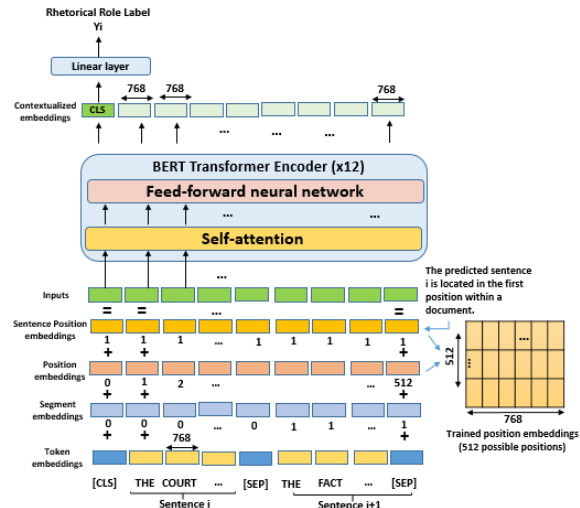 Rhetorical Role Label
Yi
Linear layer
768 768 768
Contextualized embeddings
CLS
... ... ...
BERT Transformer Encoder (x12)
Feed-forward neural network
... ...
Self-attention
...
Inputs
= = =
The predicted sentence
i is located in the first
position within a
document.
Sentence Position embeddings
1 1 1 ... 1 1 1 1 1
+ + +
Position embeddings
0 1 2 ... ... 512
+ + +
Segment embeddings
0 0 0 ... 0 1 1 ... 1
+ + +
768
Token embeddings
[CLS] THE COURT ... [SEP] THE FACT ... [SEP]
Sentence i Sentence i+1
...
512
768
Trained position embeddings
(512 possible positions)